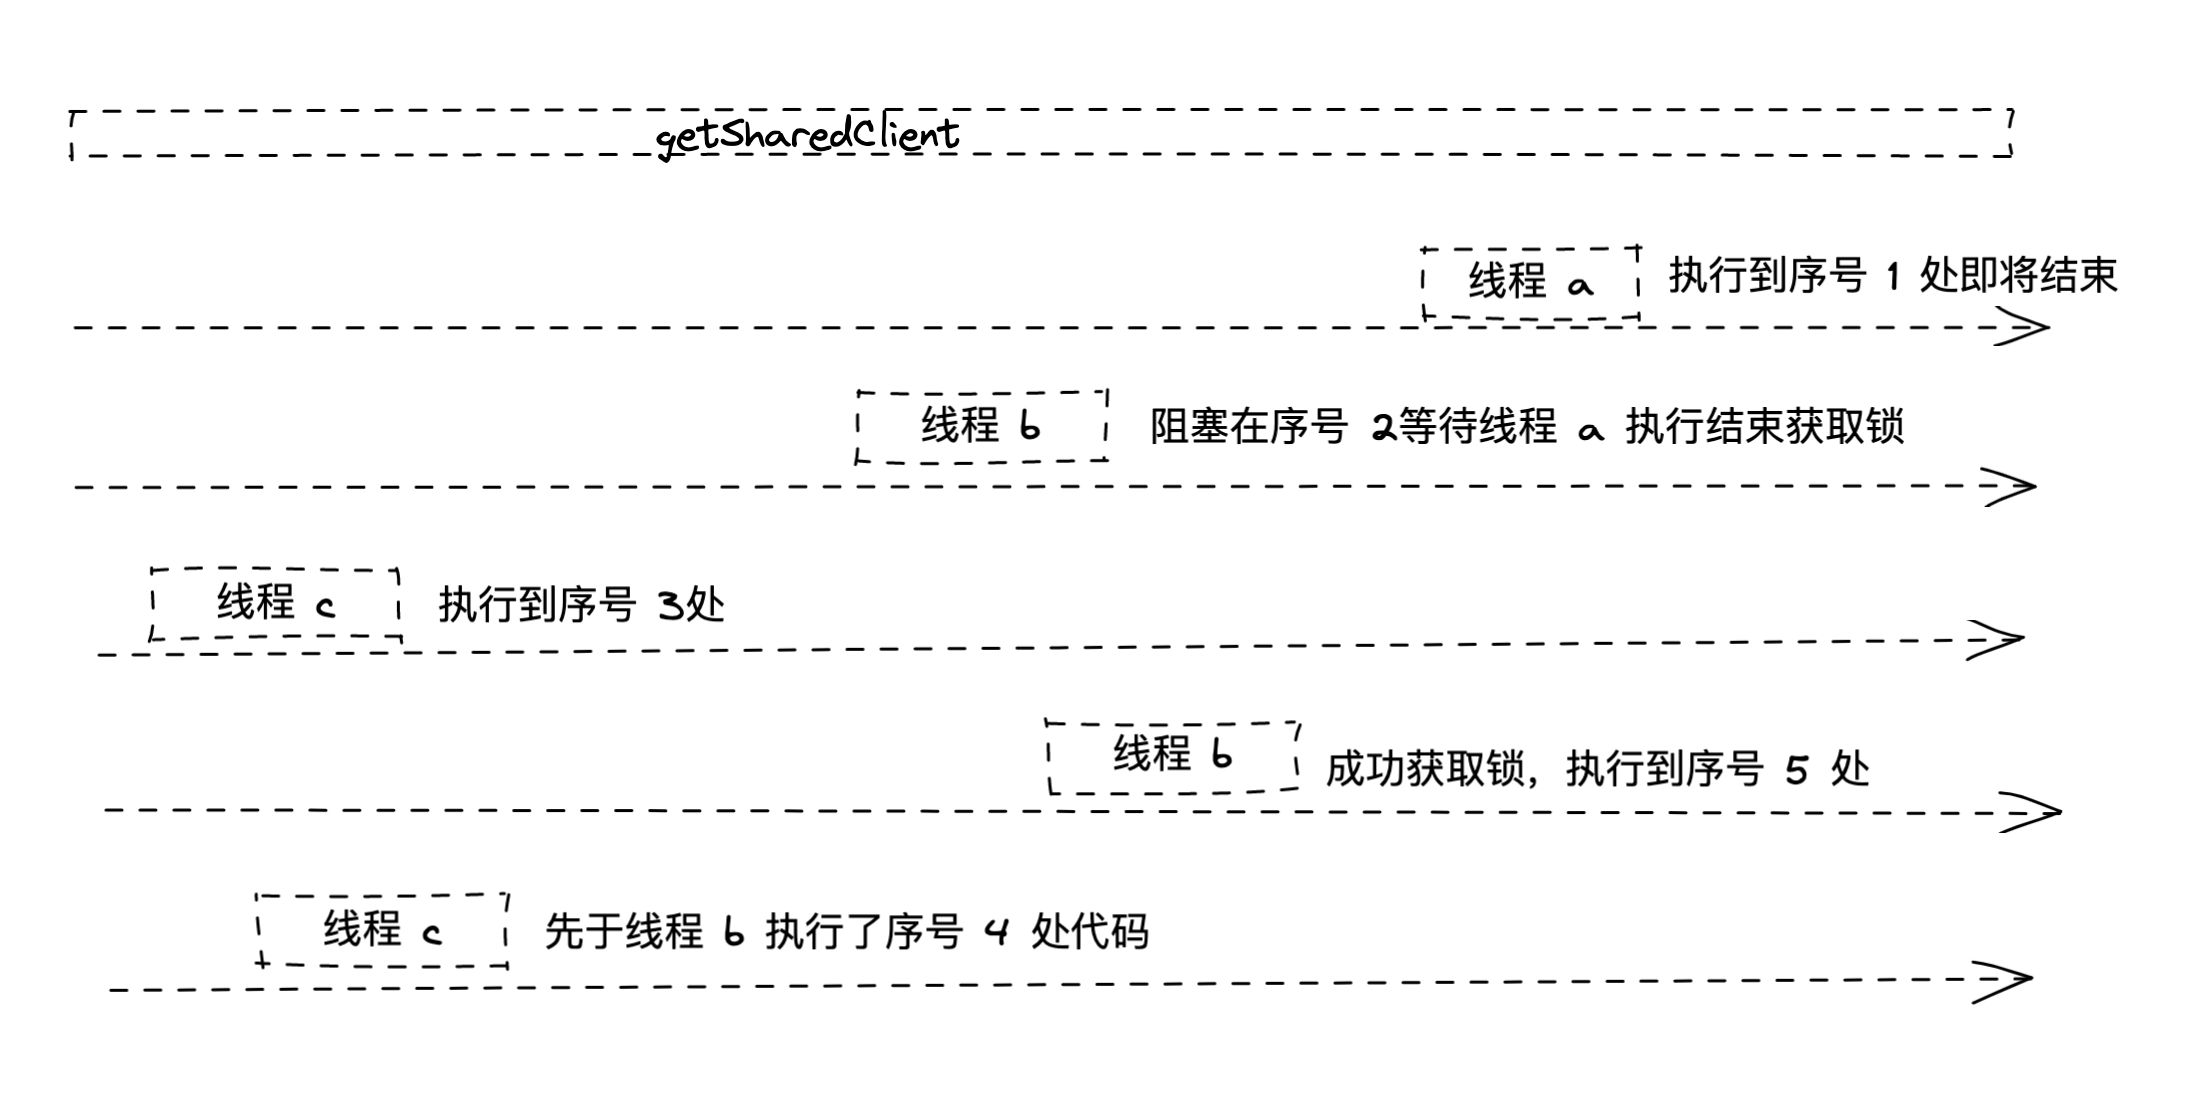 getSharedClient
线程 a 执行到序号 1 处即将结束
线程 b 阻塞在序号 2等待线程 a 执行结束获取锁
线程 c 执行到序号 3处
线程 b 成功获取锁，执行到序号 5 处
线程 c 先于线程 b 执行了序号 4 处代码